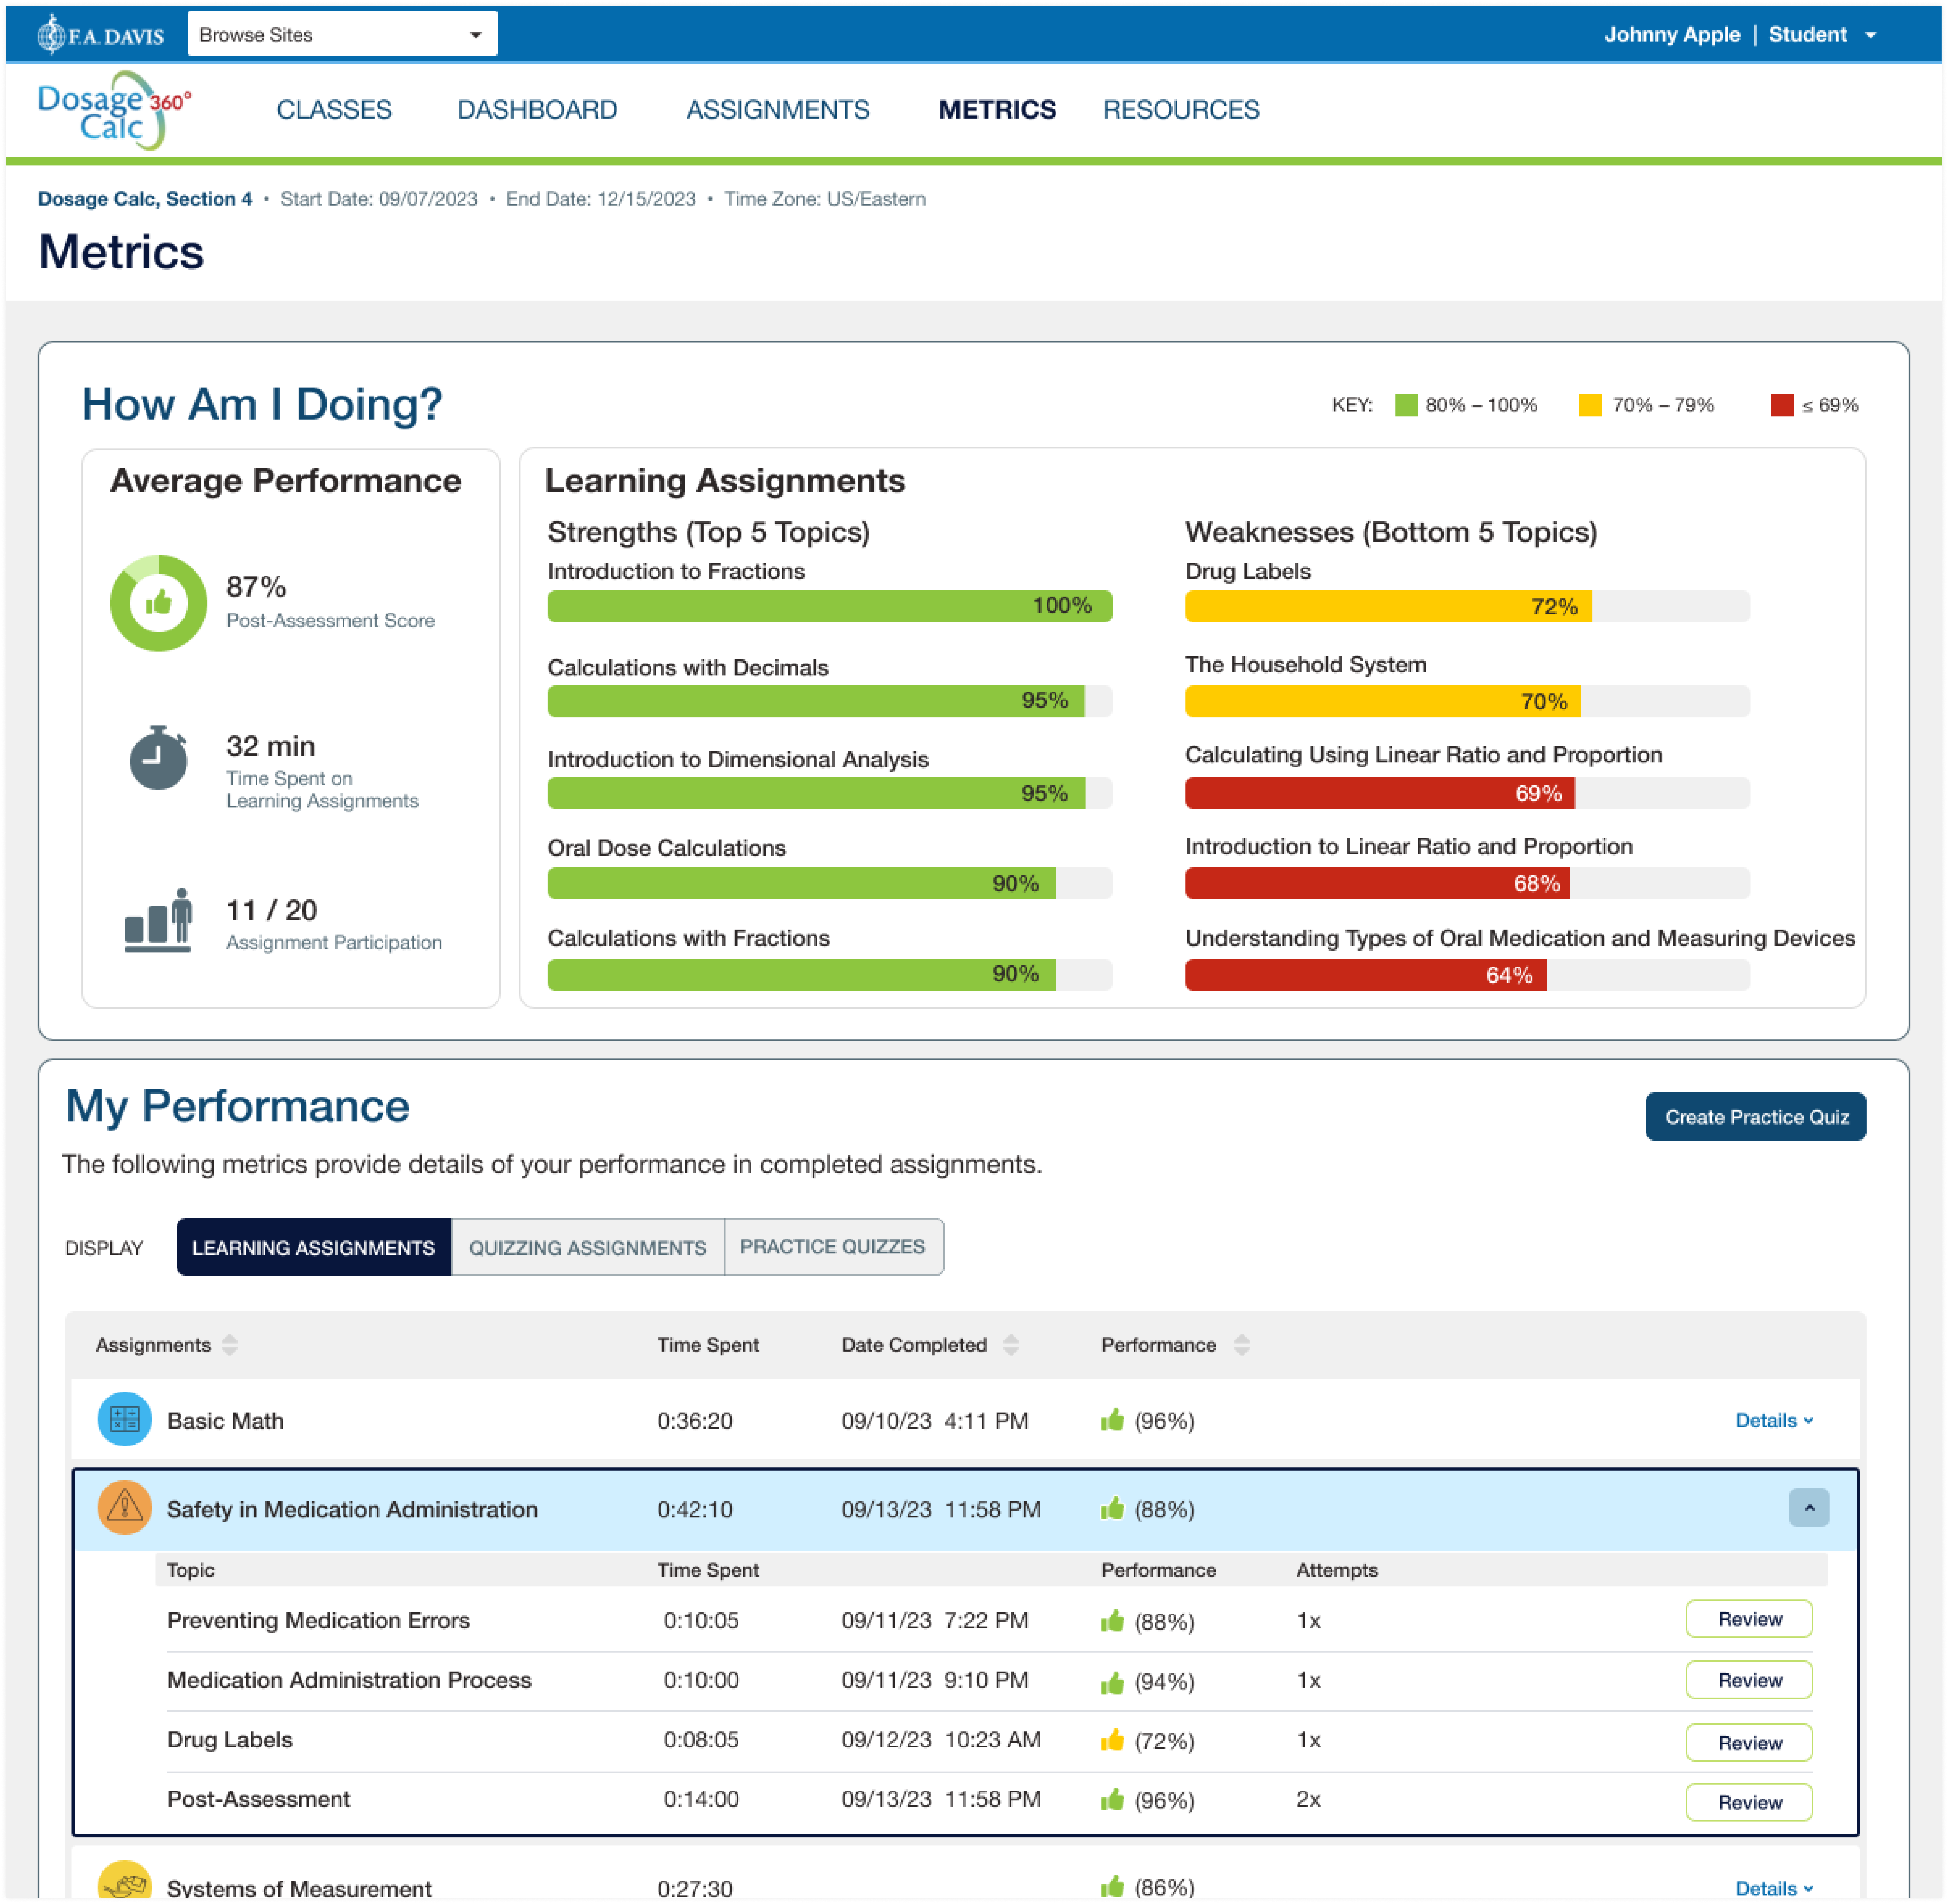 F.A. DAVIS Browse Sites Johnny Apple | Student
Dosage Calc 360° CLASSES DASHBOARD ASSIGNMENTS METRICS RESOURCES
Dosage Calc, Section 4 • Start Date: 09/07/2023 • End Date: 12/15/2023 • Time Zone: US/Eastern
Metrics
How Am I Doing?
KEY: 80% – 100% 70% – 79% ≤ 69%
Average Performance
87%
Post-Assessment Score
32 min
Time Spent on
Learning Assignments
11 / 20
Assignment Participation
Learning Assignments
Strengths (Top 5 Topics)
Introduction to Fractions
100%
Calculations with Decimals
95%
Introduction to Dimensional Analysis
95%
Oral Dose Calculations
90%
Calculations with Fractions
90%
Weaknesses (Bottom 5 Topics)
Drug Labels
72%
The Household System
70%
Calculating Using Linear Ratio and Proportion
69%
Introduction to Linear Ratio and Proportion
68%
Understanding Types of Oral Medication and Measuring Devices
64%
My Performance
Create Practice Quiz
The following metrics provide details of your performance in completed assignments.
DISPLAY LEARNING ASSIGNMENTS QUIZZING ASSIGNMENTS PRACTICE QUIZZES
Assignments Time Spent Date Completed Performance
Basic Math 0:36:20 09/10/23 4:11 PM (96%) Details
Safety in Medication Administration 0:42:10 09/13/23 11:58 PM (88%)
Topic Time Spent Performance Attempts
Preventing Medication Errors 0:10:05 09/11/23 7:22 PM (88%) 1x Review
Medication Administration Process 0:10:00 09/11/23 9:10 PM (94%) 1x Review
Drug Labels 0:08:05 09/12/23 10:23 AM (72%) 1x Review
Post-Assessment 0:14:00 09/13/23 11:58 PM (96%) 2x Review
Systems of Measurement 0:27:30 (86%) Details